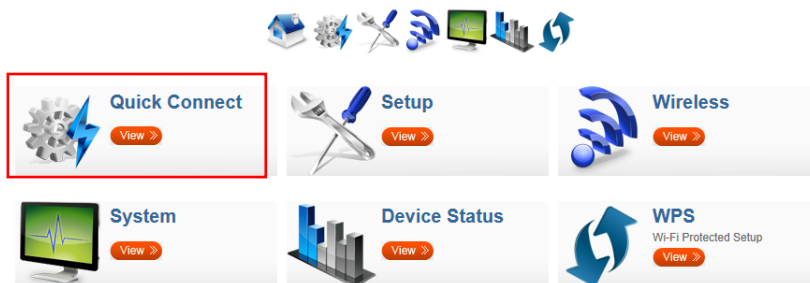 Quick Connect
View »
Setup
View »
Wireless
View »
System
View »
Device Status
View »
WPS
Wi-Fi Protected Setup
View »